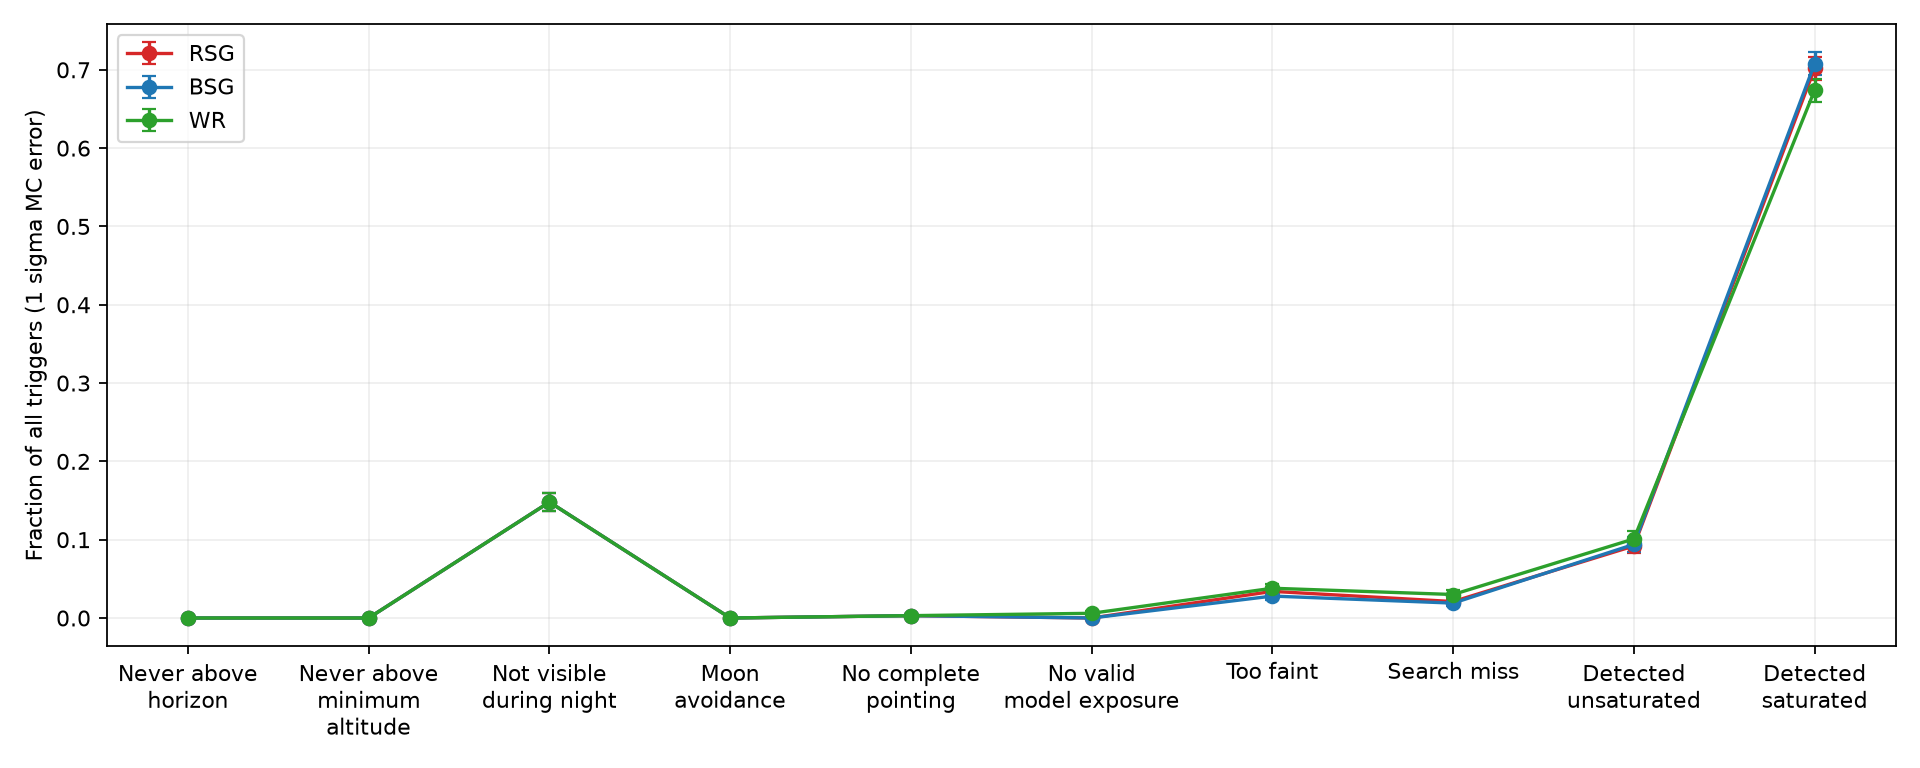 RSG
BSG
WR
Fraction of all triggers (1 sigma MC error)
0.7
0.6
0.5
0.4
0.3
0.2
0.1
0.0
Never above
horizon
Never above
minimum
altitude
Not visible
during night
Moon
avoidance
No complete
pointing
No valid
model exposure
Too faint
Search miss
Detected
unsaturated
Detected
saturated